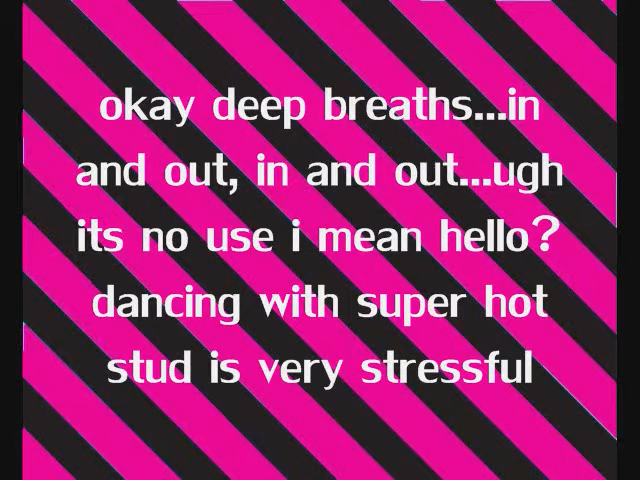 okay deep breaths...in
and out, in and out...ugh
its no use i mean hello?
dancing with super hot
stud is very stressful